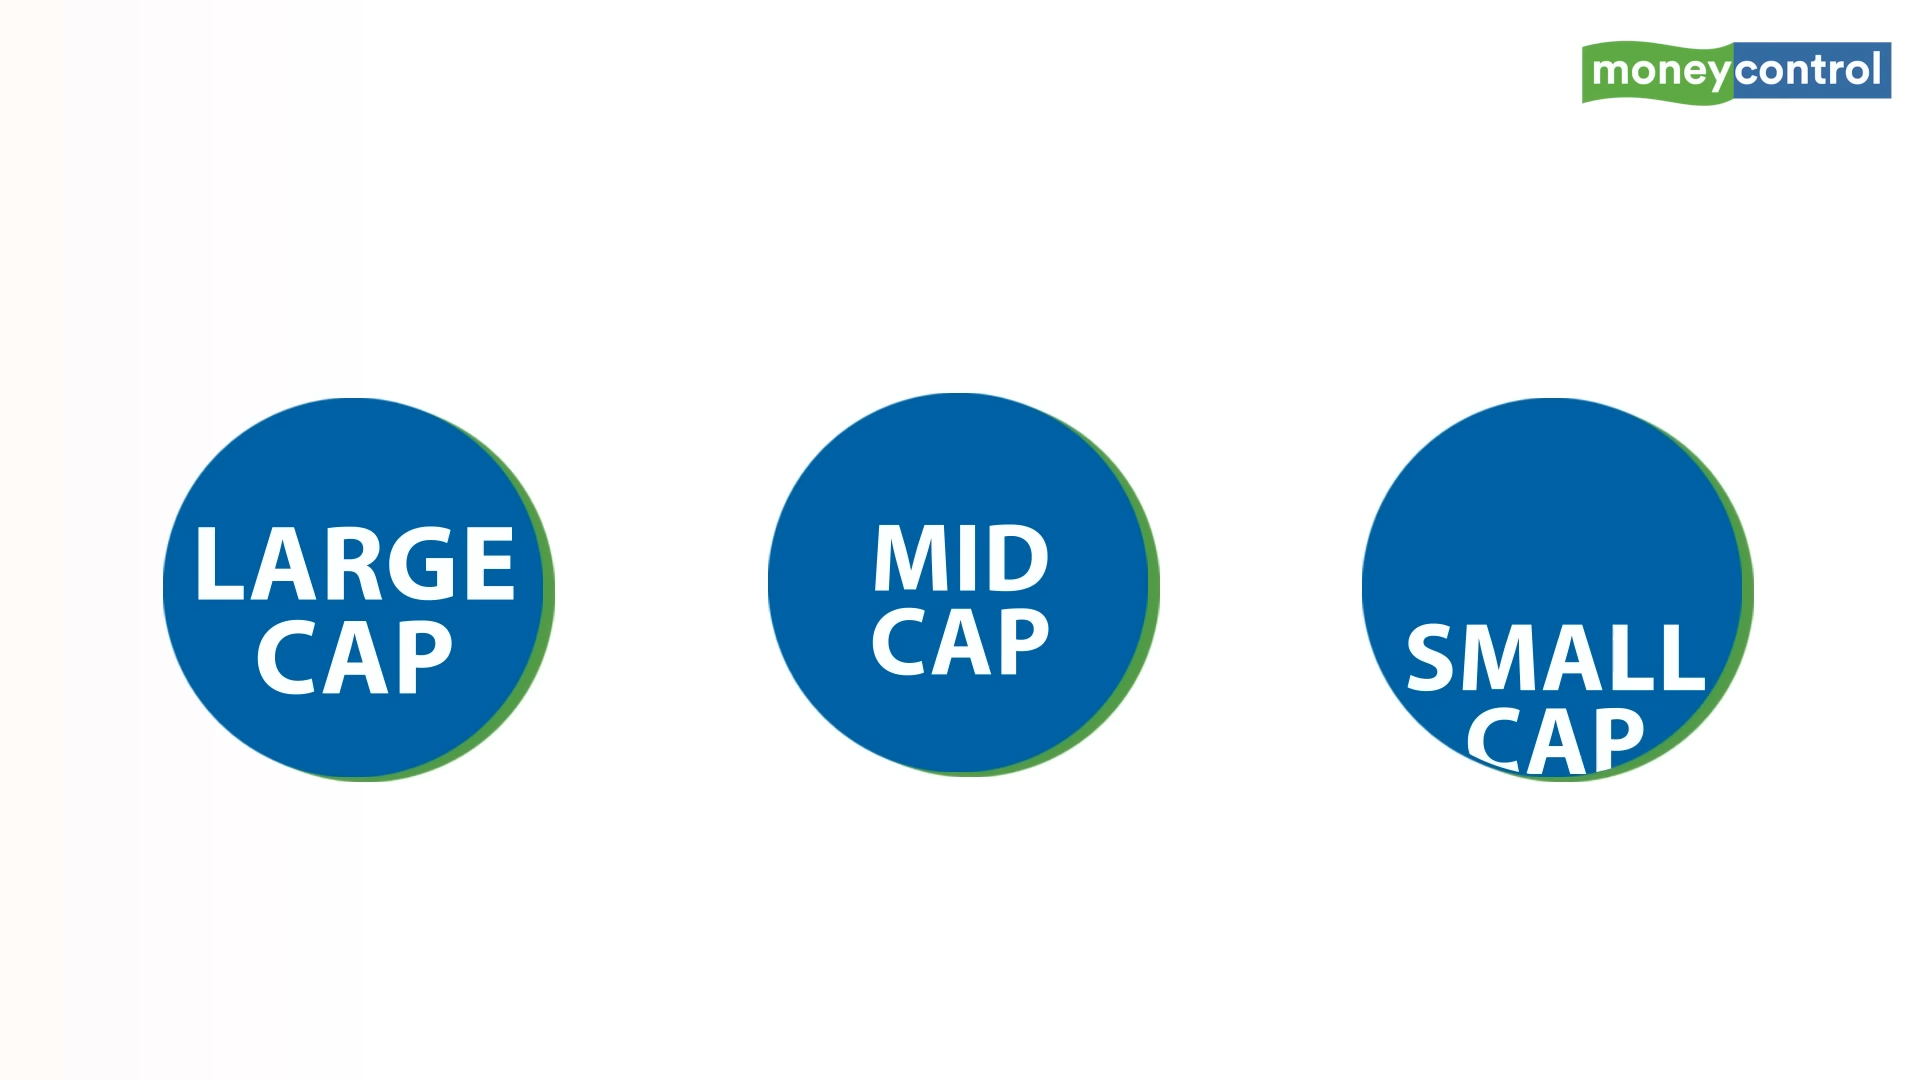 moneycontrol
LARGE
CAP
MID
CAP
SMALL
CAP